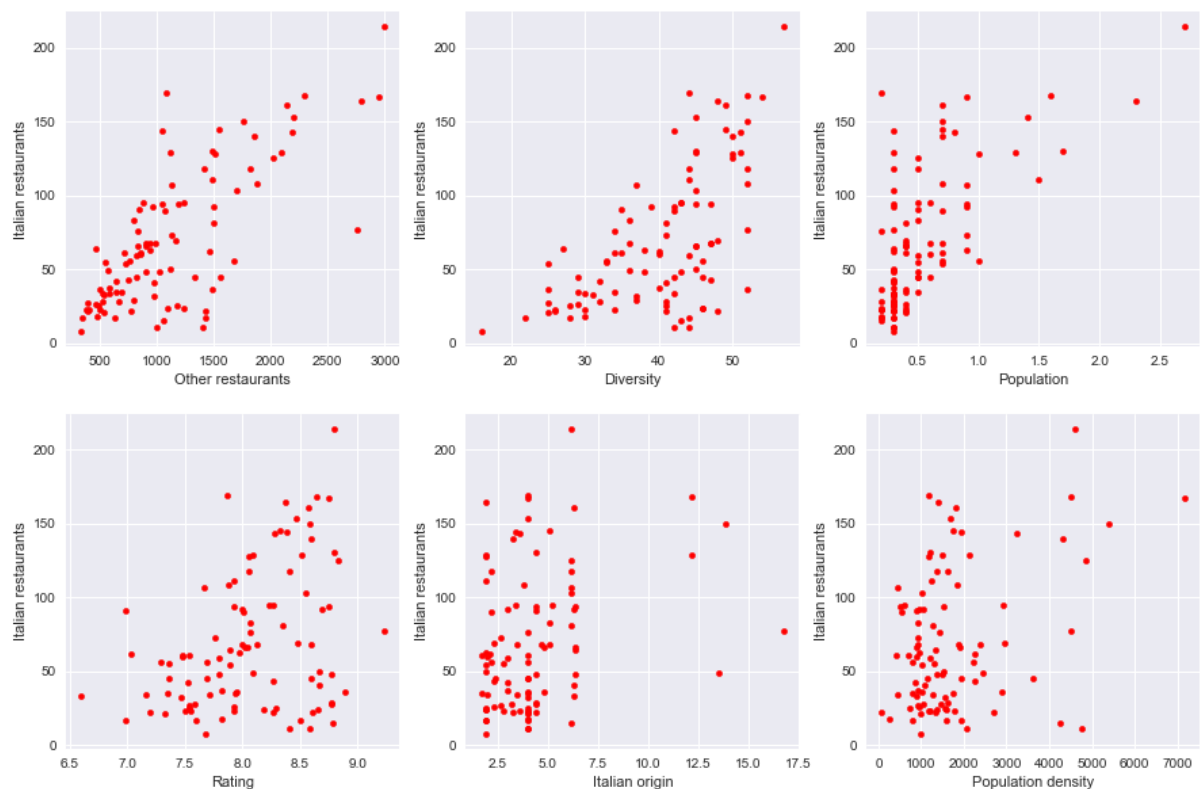 200
150
100
50
0
Italian restaurants
500 1000 1500 2000 2500 3000
Other restaurants
200
150
100
50
0
Italian restaurants
20 30 40 50
Diversity
200
150
100
50
0
Italian restaurants
0.5 1.0 1.5 2.0 2.5
Population
200
150
100
50
0
Italian restaurants
6.5 7.0 7.5 8.0 8.5 9.0
Rating
200
150
100
50
0
Italian restaurants
2.5 5.0 7.5 10.0 12.5 15.0 17.5
Italian origin
200
150
100
50
0
Italian restaurants
0 1000 2000 3000 4000 5000 6000 7000
Population density